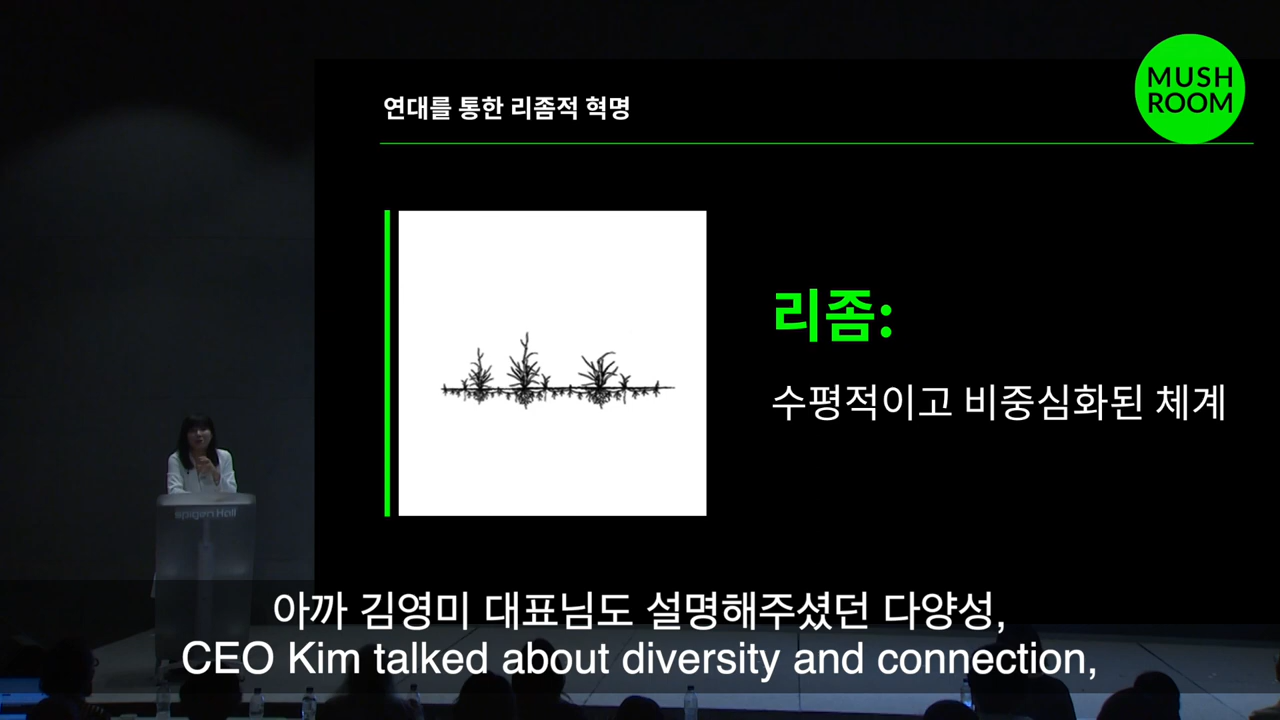 MUSH
ROOM
연대를 통한 리좀적 혁명
리좀:
수평적이고 비중심화된 체계
아까 김영미 대표님도 설명해주셨던 다양성,
CEO Kim talked about diversity and connection,